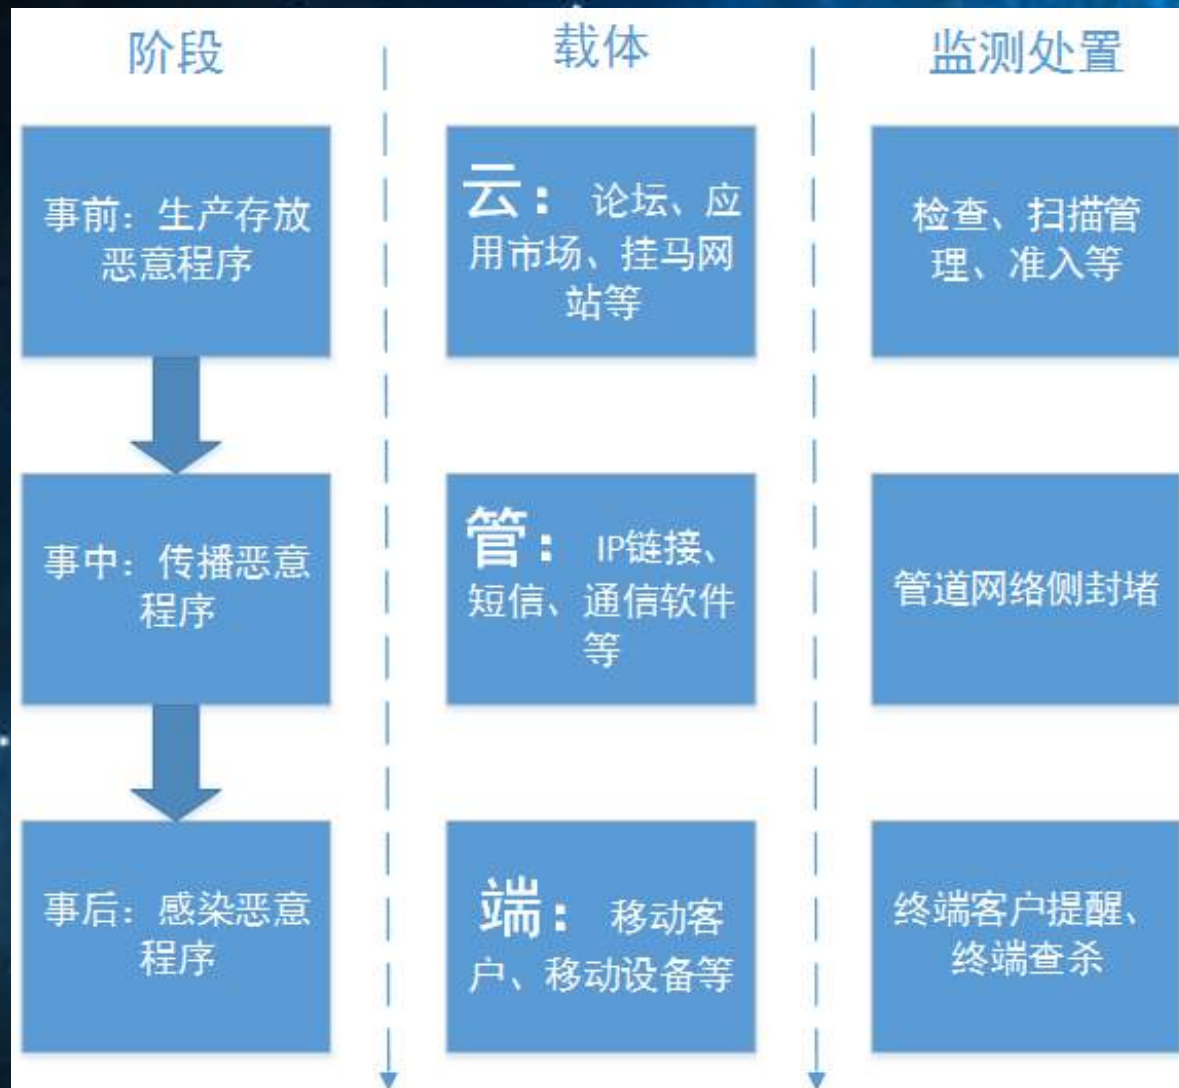 阶段
载体
监测处置
事前：生产存放
恶意程序
云：论坛、应
用市场、挂马网
站等
检查、扫描管
理、准入等
事中：传播恶意
程序
管：IP链接、
短信、通信软件
等
管道网络侧封堵
事后：感染恶意
程序
端：移动客
户、移动设备等
终端客户提醒、
终端查杀